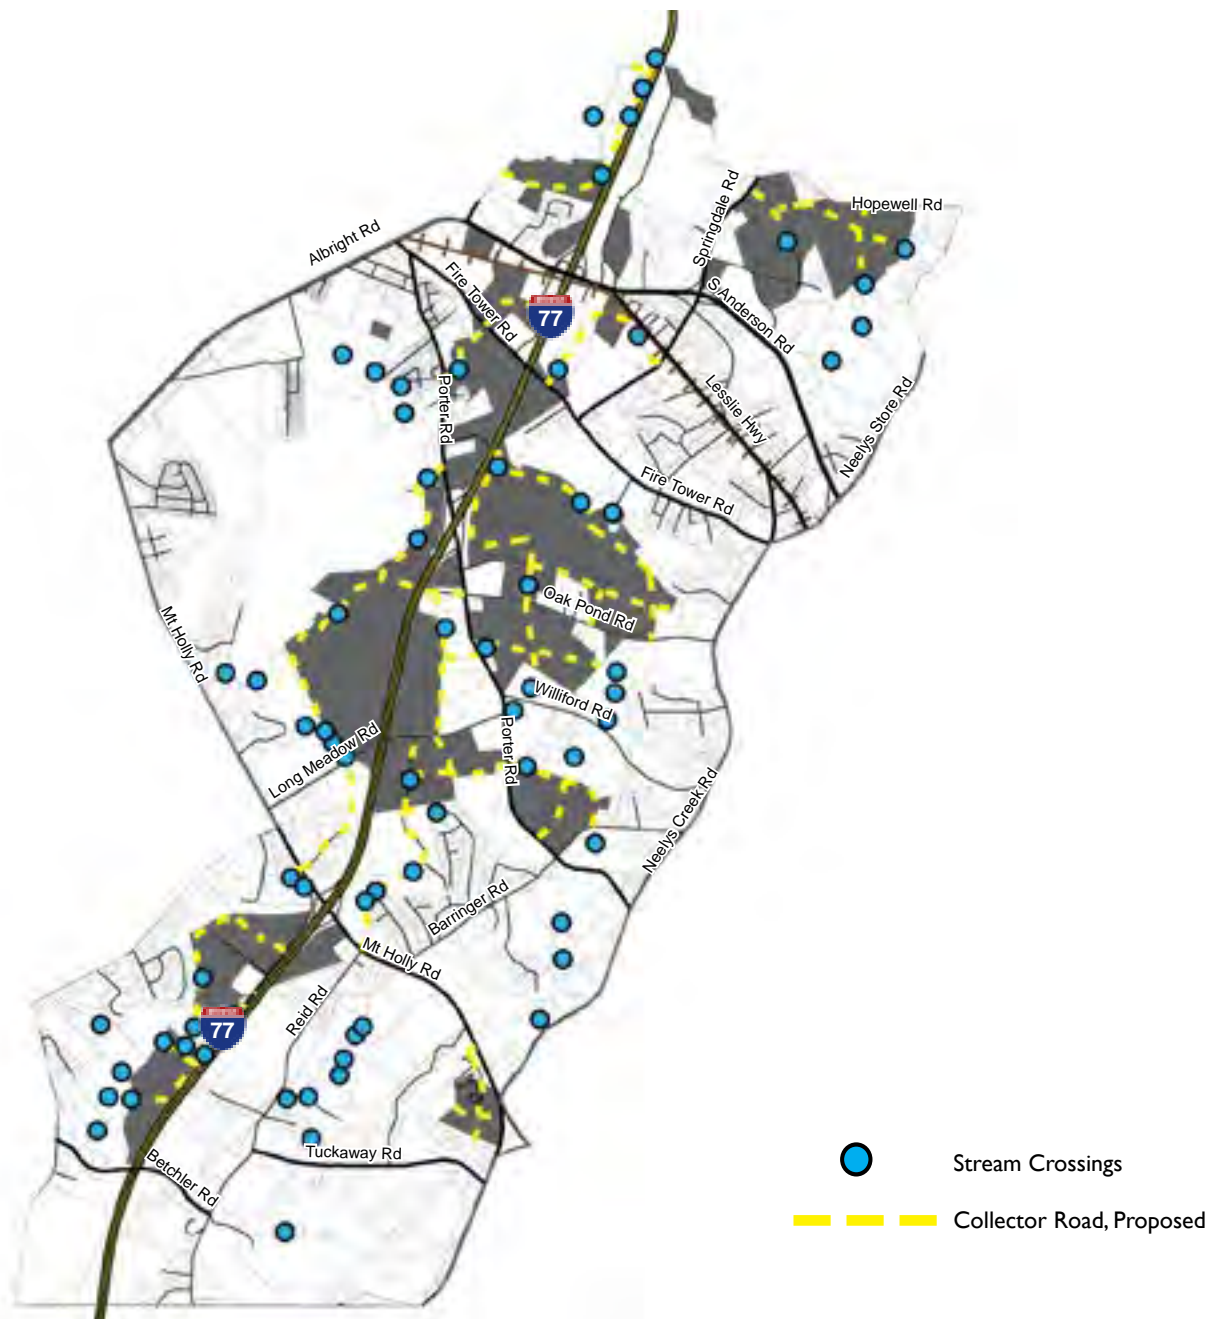 Springdale Rd
Hopewell Rd
Albright Rd
Fire Tower Rd
77
S Anderson Rd
Porter Rd
Lesslie Hwy
Neelys Store Rd
Fire Tower Rd
Oak Pond Rd
Mt Holly Rd
Williford Rd
Long Meadow Rd
Porter Rd
Neelys Creek Rd
Barringer Rd
Mt Holly Rd
Reid Rd
77
Tuckaway Rd
Betchler Rd
Stream Crossings
Collector Road, Proposed